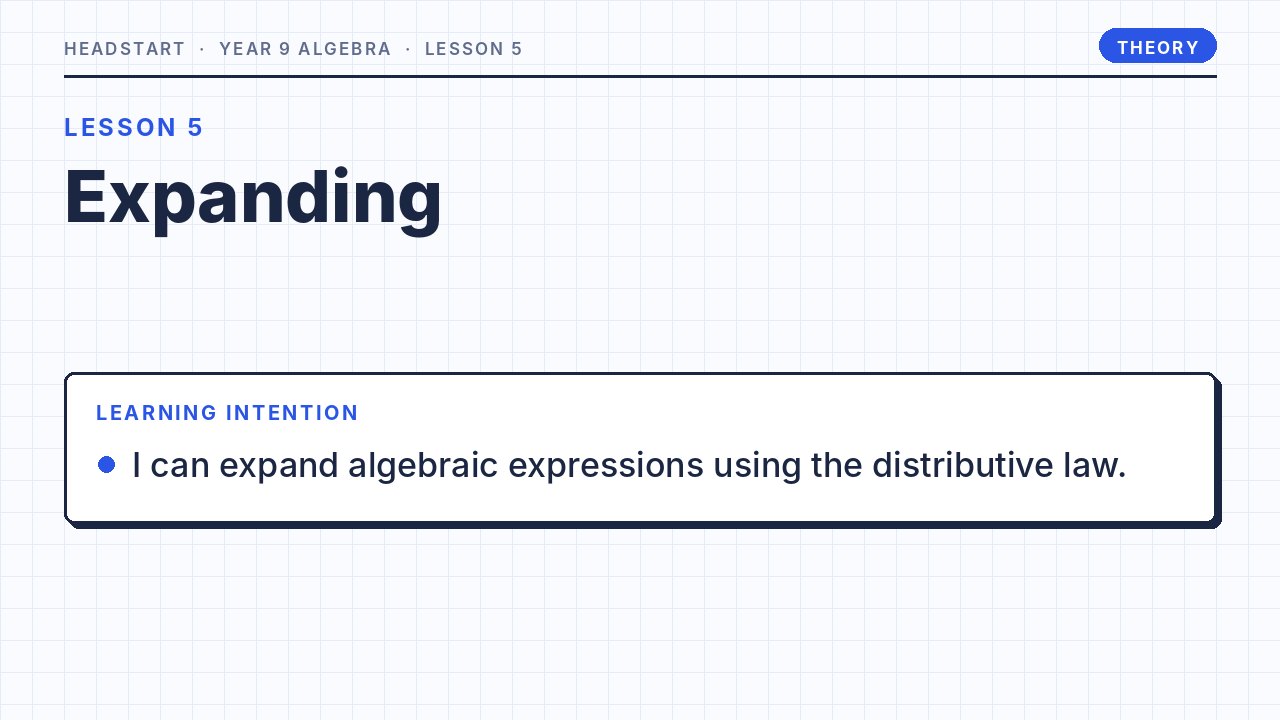 HEADSTART · YEAR 9 ALGEBRA · LESSON 5
THEORY
LESSON 5
Expanding
LEARNING INTENTION
● I can expand algebraic expressions using the distributive law.